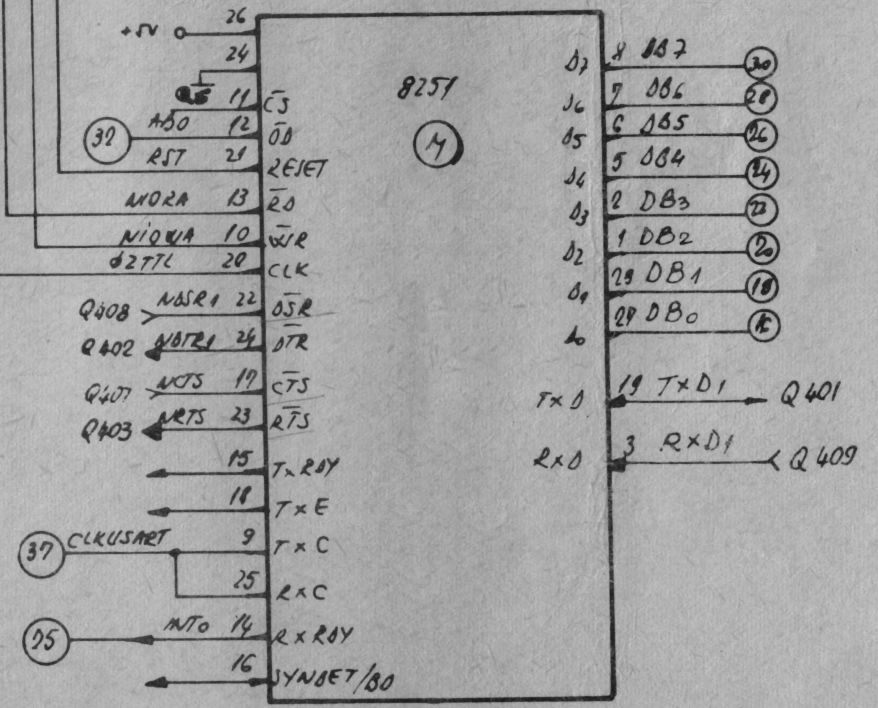 +5V 26
24
11 CS
32 AB0 12 OD
RST 21 RESET
NIORA 13 RD
NIOWA 10 WR
φ2TTL 20 CLK
Q408 NDSR1 22 DSR
Q402 NDTR1 24 DTR
Q407 NCTS 17 CTS
Q403 NRTS 23 RTS
15 TxRDY
18 TxE
37 CLKUSART 9 TxC
25 RxC
INT0 14 RxRDY
16 SYNDET/BD
8251
D7 8 DB7 30
D6 7 DB6 28
D5 6 DB5 26
D4 5 DB4 24
D3 2 DB3 22
D2 1 DB2 20
D1 DB1 18
D0 DB0
TxD 19 TxD1 Q401
RxD 3 RxD1 Q409